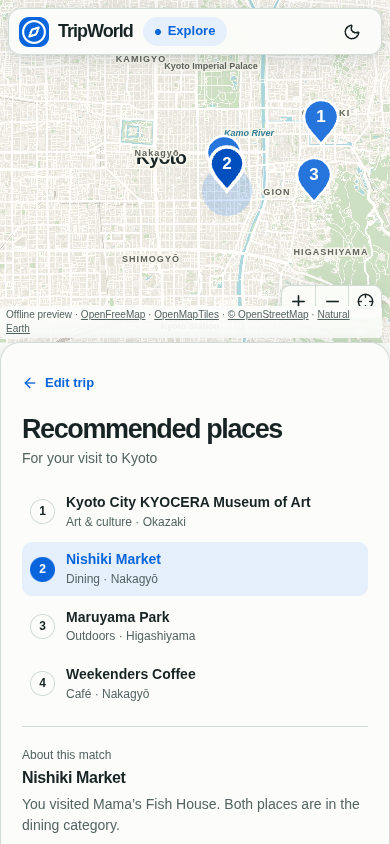 TripWorld
Explore
KAMIGYO
Kyoto Imperial Palace
1
KI
Kamo River
Nakagyō
Kyoto
2
3
GION
HIGASHIYAMA
SHIMOGYŌ
Offline preview · OpenFreeMap · OpenMapTiles · © OpenStreetMap · Natural
Earth
Edit trip
Recommended places
For your visit to Kyoto
1
Kyoto City KYOCERA Museum of Art
Art & culture · Okazaki
2
Nishiki Market
Dining · Nakagyō
3
Maruyama Park
Outdoors · Higashiyama
4
Weekenders Coffee
Café · Nakagyō
About this match
Nishiki Market
You visited Mama's Fish House. Both places are in the
dining category.